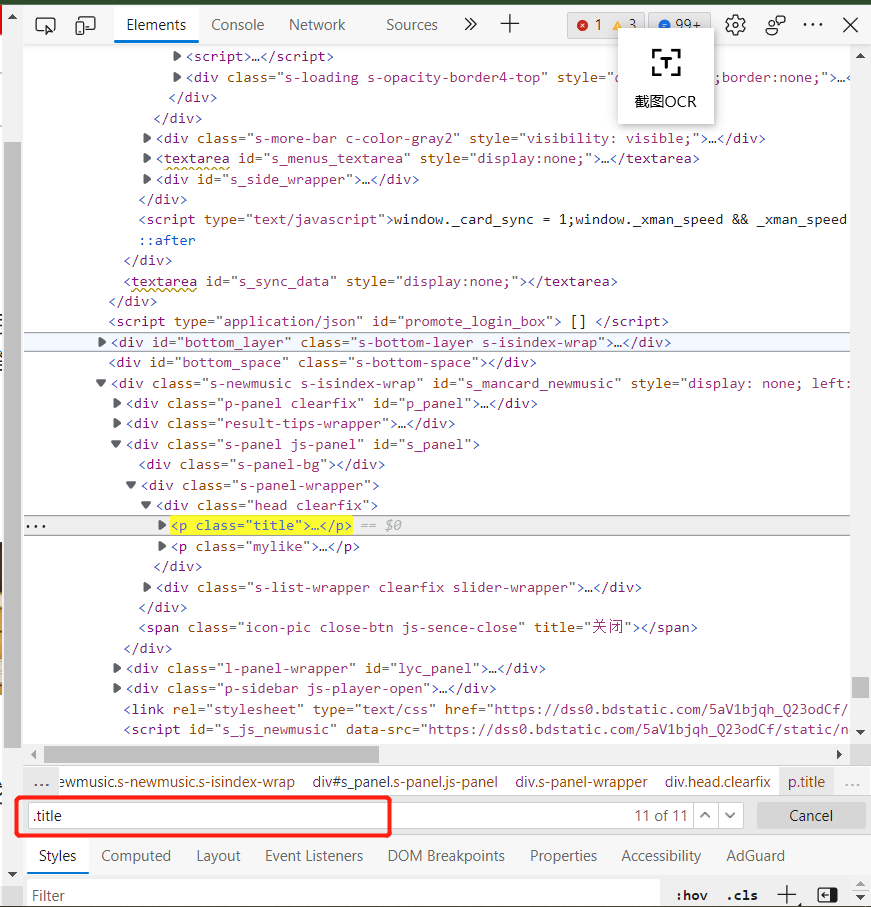 Elements Console Network Sources 1 3 99+
截图OCR
<script>…</script>
<div class="s-loading s-opacity-border4-top" style="d ;border:none;">…<
</div>
</div>
<div class="s-more-bar c-color-gray2" style="visibility: visible;">…</div>
<textarea id="s_menus_textarea" style="display:none;">…</textarea>
<div id="s_side_wrapper">…</div>
</div>
<script type="text/javascript">window._card_sync = 1;window._xman_speed && _xman_speed
::after
</div>
<textarea id="s_sync_data" style="display:none;"></textarea>
</div>
<script type="application/json" id="promote_login_box"> [] </script>
<div id="bottom_layer" class="s-bottom-layer s-isindex-wrap">…</div>
<div id="bottom_space" class="s-bottom-space"></div>
<div class="s-newmusic s-isindex-wrap" id="s_mancard_newmusic" style="display: none; left:
<div class="p-panel clearfix" id="p_panel">…</div>
<div class="result-tips-wrapper">…</div>
<div class="s-panel js-panel" id="s_panel">
<div class="s-panel-bg"></div>
<div class="s-panel-wrapper">
<div class="head clearfix">
<p class="title">…</p> == $0
<p class="mylike">…</p>
</div>
<div class="s-list-wrapper clearfix slider-wrapper">…</div>
</div>
<span class="icon-pic close-btn js-sence-close" title="关闭"></span>
</div>
<div class="l-panel-wrapper" id="lyc_panel">…</div>
<div class="p-sidebar js-player-open">…</div>
<link rel="stylesheet" type="text/css" href="https://dss0.bdstatic.com/5aV1bjqh_Q23odCf/
<script id="s_js_newmusic" data-src="https://dss0.bdstatic.com/5aV1bjqh_Q23odCf/static/n
… ewmusic.s-newmusic.s-isindex-wrap div#s_panel.s-panel.js-panel div.s-panel-wrapper div.head.clearfix p.title …
.title 11 of 11 Cancel
Styles Computed Layout Event Listeners DOM Breakpoints Properties Accessibility AdGuard
Filter :hov .cls